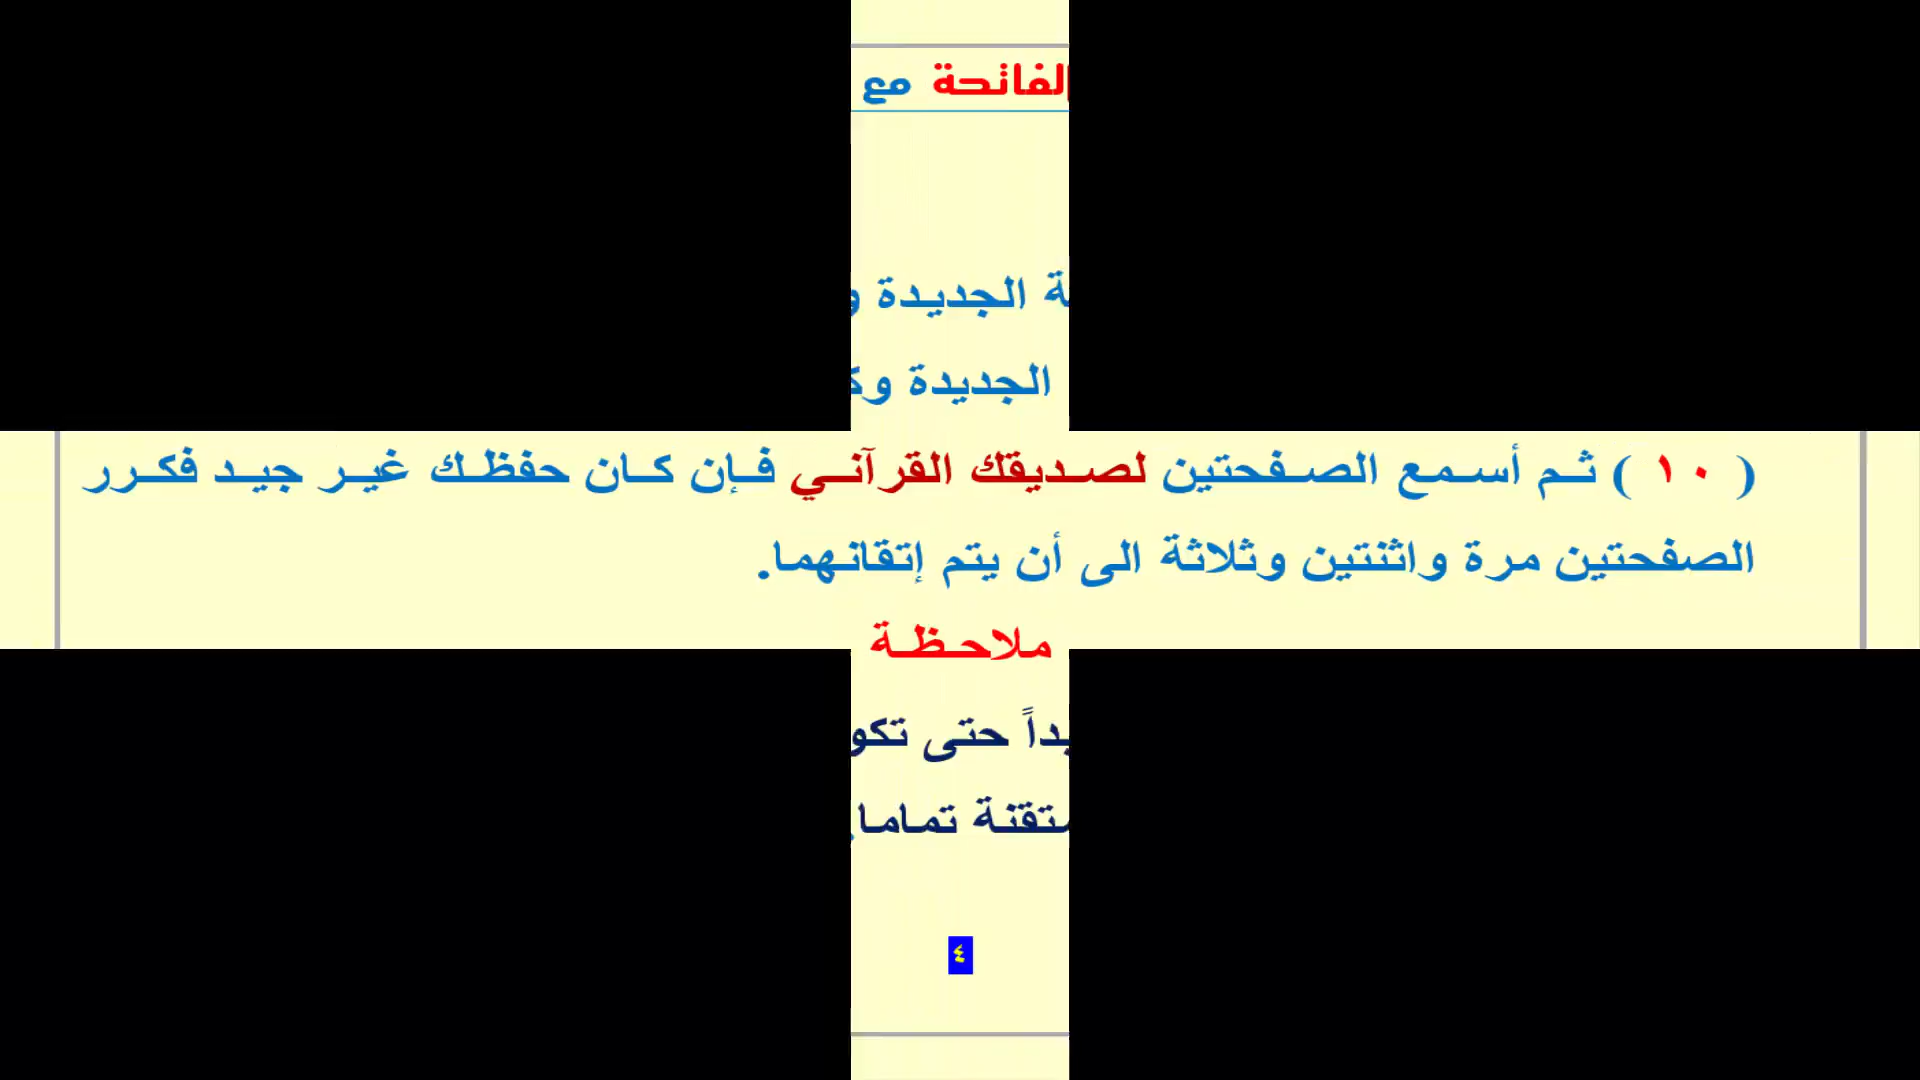 الفاتحة مع
الجديدة
الجديدة
( ١٠ ) ثم أسمع الصفحتين لصديقك القرآني فإن كان حفظك غير جيد فكرر
الصفحتين مرة واثنتين وثلاثة الى أن يتم إتقانهما.
ملاحظة
حتى
تماما
٤